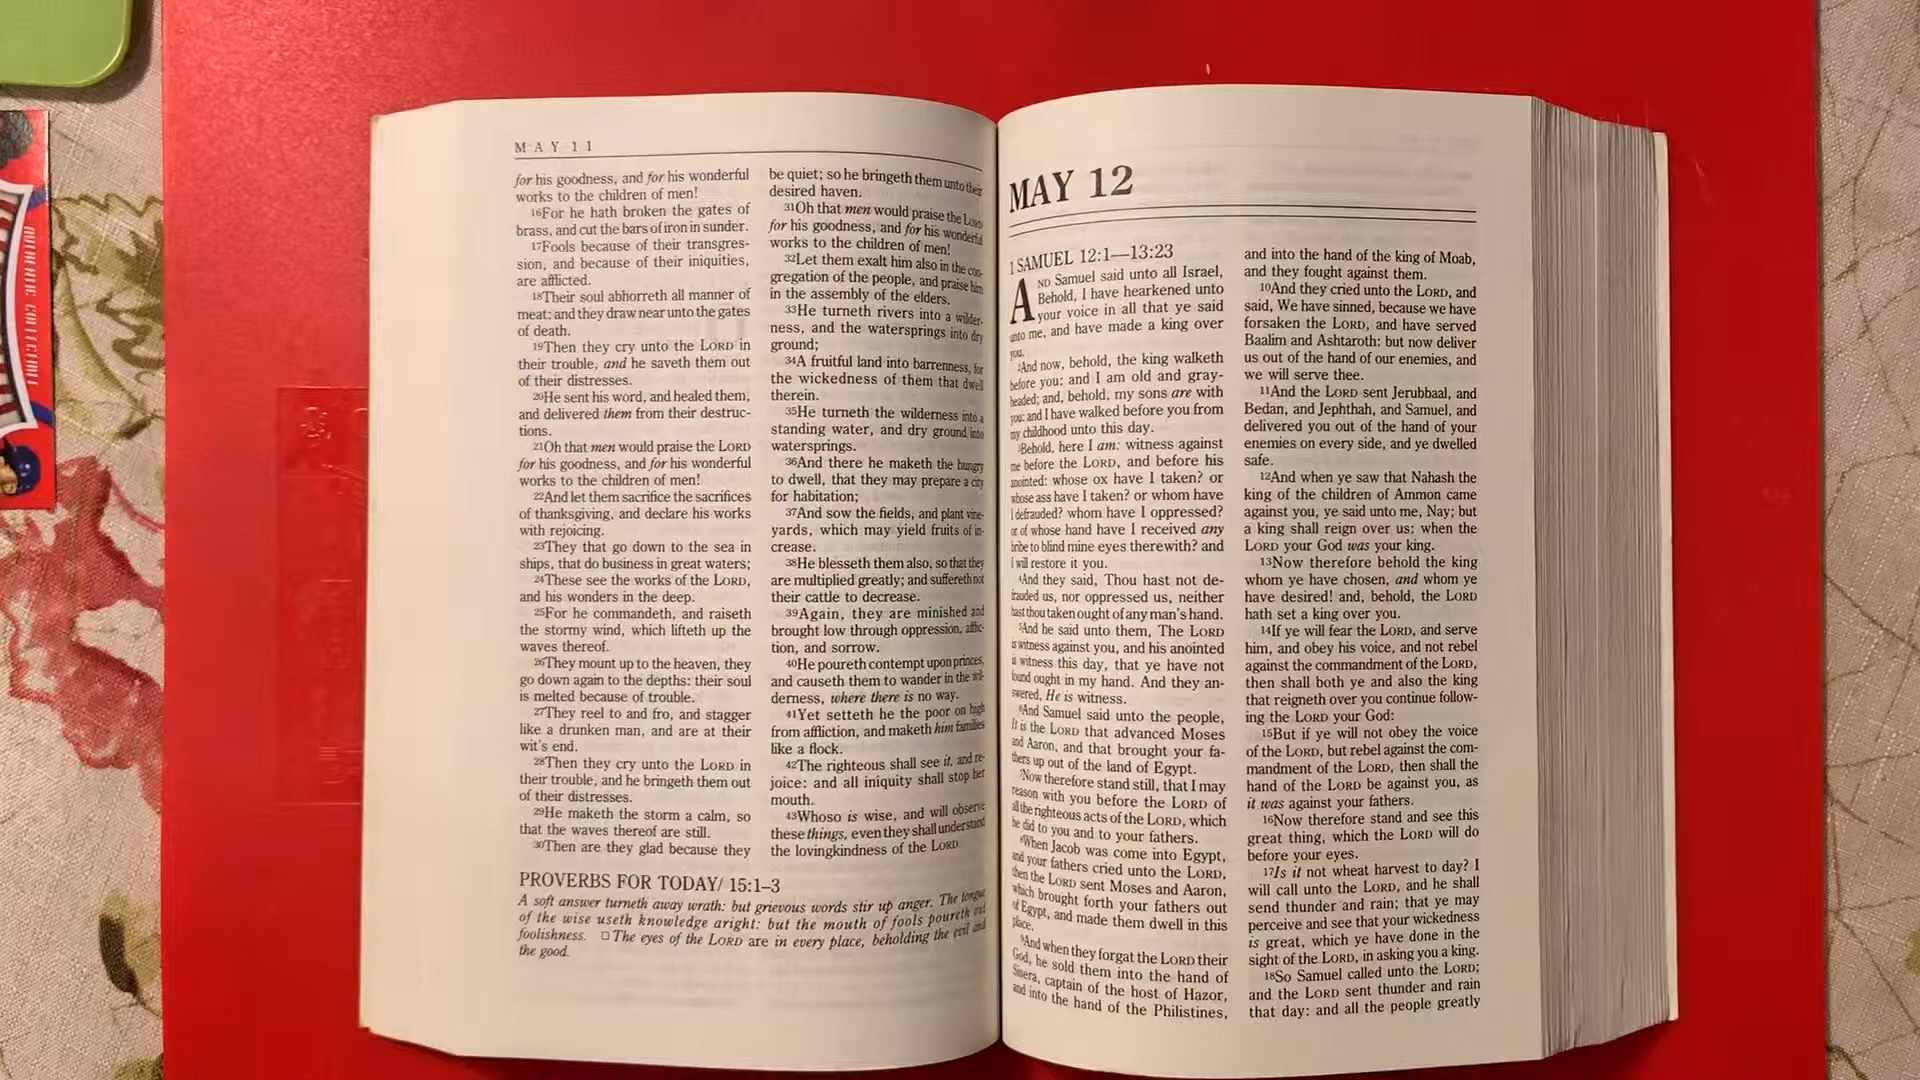 MAY 11
for his goodness, and for his wonderful
works to the children of men!
16For he hath broken the gates of
brass, and cut the bars of iron in sunder.
17Fools because of their transgres-
sion, and because of their iniquities,
are afflicted.
18Their soul abhorreth all manner of
meat; and they draw near unto the gates
of death.
19Then they cry unto the LORD in
their trouble, and he saveth them out
of their distresses.
20He sent his word, and healed them,
and delivered them from their destruc-
tions.
21Oh that men would praise the LORD
for his goodness, and for his wonderful
works to the children of men!
22And let them sacrifice the sacrifices
of thanksgiving, and declare his works
with rejoicing.
23They that go down to the sea in
ships, that do business in great waters;
24These see the works of the LORD,
and his wonders in the deep.
25For he commandeth, and raiseth
the stormy wind, which lifteth up the
waves thereof.
26They mount up to the heaven, they
go down again to the depths: their soul
is melted because of trouble.
27They reel to and fro, and stagger
like a drunken man, and are at their
wit's end.
28Then they cry unto the LORD in
their trouble, and he bringeth them out
of their distresses.
29He maketh the storm a calm, so
that the waves thereof are still.
30Then are they glad because they
be quiet; so he bringeth them unto their
desired haven.
31Oh that men would praise the LORD
for his goodness, and for his wonderful
works to the children of men!
32Let them exalt him also in the con-
gregation of the people, and praise him
in the assembly of the elders.
33He turneth rivers into a wilder-
ness, and the watersprings into dry
ground;
34A fruitful land into barrenness, for
the wickedness of them that dwell
therein.
35He turneth the wilderness into a
standing water, and dry ground into
watersprings.
36And there he maketh the hungry
to dwell, that they may prepare a city
for habitation;
37And sow the fields, and plant vine-
yards, which may yield fruits of in-
crease.
38He blesseth them also, so that they
are multiplied greatly; and suffereth not
their cattle to decrease.
39Again, they are minished and
brought low through oppression, afflic-
tion, and sorrow.
40He poureth contempt upon princes,
and causeth them to wander in the wil-
derness, where there is no way.
41Yet setteth he the poor on high
from affliction, and maketh him families
like a flock.
42The righteous shall see it, and re-
joice: and all iniquity shall stop her
mouth.
43Whoso is wise, and will observe
these things, even they shall understand
the lovingkindness of the LORD.
PROVERBS FOR TODAY/ 15:1–3
A soft answer turneth away wrath: but grievous words stir up anger. The tongue
of the wise useth knowledge aright: but the mouth of fools poureth out
foolishness. □ The eyes of the LORD are in every place, beholding the evil and
the good.
MAY 12
1 SAMUEL 12:1—13:23
AND Samuel said unto all Israel,
Behold, I have hearkened unto
your voice in all that ye said
unto me, and have made a king over
you.
2And now, behold, the king walketh
before you: and I am old and gray-
headed; and, behold, my sons are with
you: and I have walked before you from
my childhood unto this day.
3Behold, here I am: witness against
me before the LORD, and before his
anointed: whose ox have I taken? or
whose ass have I taken? or whom have
I defrauded? whom have I oppressed?
or of whose hand have I received any
bribe to blind mine eyes therewith? and
I will restore it you.
4And they said, Thou hast not de-
frauded us, nor oppressed us, neither
hast thou taken ought of any man's hand.
5And he said unto them, The LORD
is witness against you, and his anointed
is witness this day, that ye have not
found ought in my hand. And they an-
swered, He is witness.
6And Samuel said unto the people,
It is the LORD that advanced Moses
and Aaron, and that brought your fa-
thers up out of the land of Egypt.
7Now therefore stand still, that I may
reason with you before the LORD of
all the righteous acts of the LORD, which
he did to you and to your fathers.
8When Jacob was come into Egypt,
and your fathers cried unto the LORD,
then the LORD sent Moses and Aaron,
which brought forth your fathers out
of Egypt, and made them dwell in this
place.
9And when they forgat the LORD their
God, he sold them into the hand of
Sisera, captain of the host of Hazor,
and into the hand of the Philistines,
and into the hand of the king of Moab,
and they fought against them.
10And they cried unto the LORD, and
said, We have sinned, because we have
forsaken the LORD, and have served
Baalim and Ashtaroth: but now deliver
us out of the hand of our enemies, and
we will serve thee.
11And the LORD sent Jerubbaal, and
Bedan, and Jephthah, and Samuel, and
delivered you out of the hand of your
enemies on every side, and ye dwelled
safe.
12And when ye saw that Nahash the
king of the children of Ammon came
against you, ye said unto me, Nay; but
a king shall reign over us: when the
LORD your God was your king.
13Now therefore behold the king
whom ye have chosen, and whom ye
have desired! and, behold, the LORD
hath set a king over you.
14If ye will fear the LORD, and serve
him, and obey his voice, and not rebel
against the commandment of the LORD,
then shall both ye and also the king
that reigneth over you continue follow-
ing the LORD your God:
15But if ye will not obey the voice
of the LORD, but rebel against the com-
mandment of the LORD, then shall the
hand of the LORD be against you, as
it was against your fathers.
16Now therefore stand and see this
great thing, which the LORD will do
before your eyes.
17Is it not wheat harvest to day? I
will call unto the LORD, and he shall
send thunder and rain; that ye may
perceive and see that your wickedness
is great, which ye have done in the
sight of the LORD, in asking you a king.
18So Samuel called unto the LORD;
and the LORD sent thunder and rain
that day: and all the people greatly